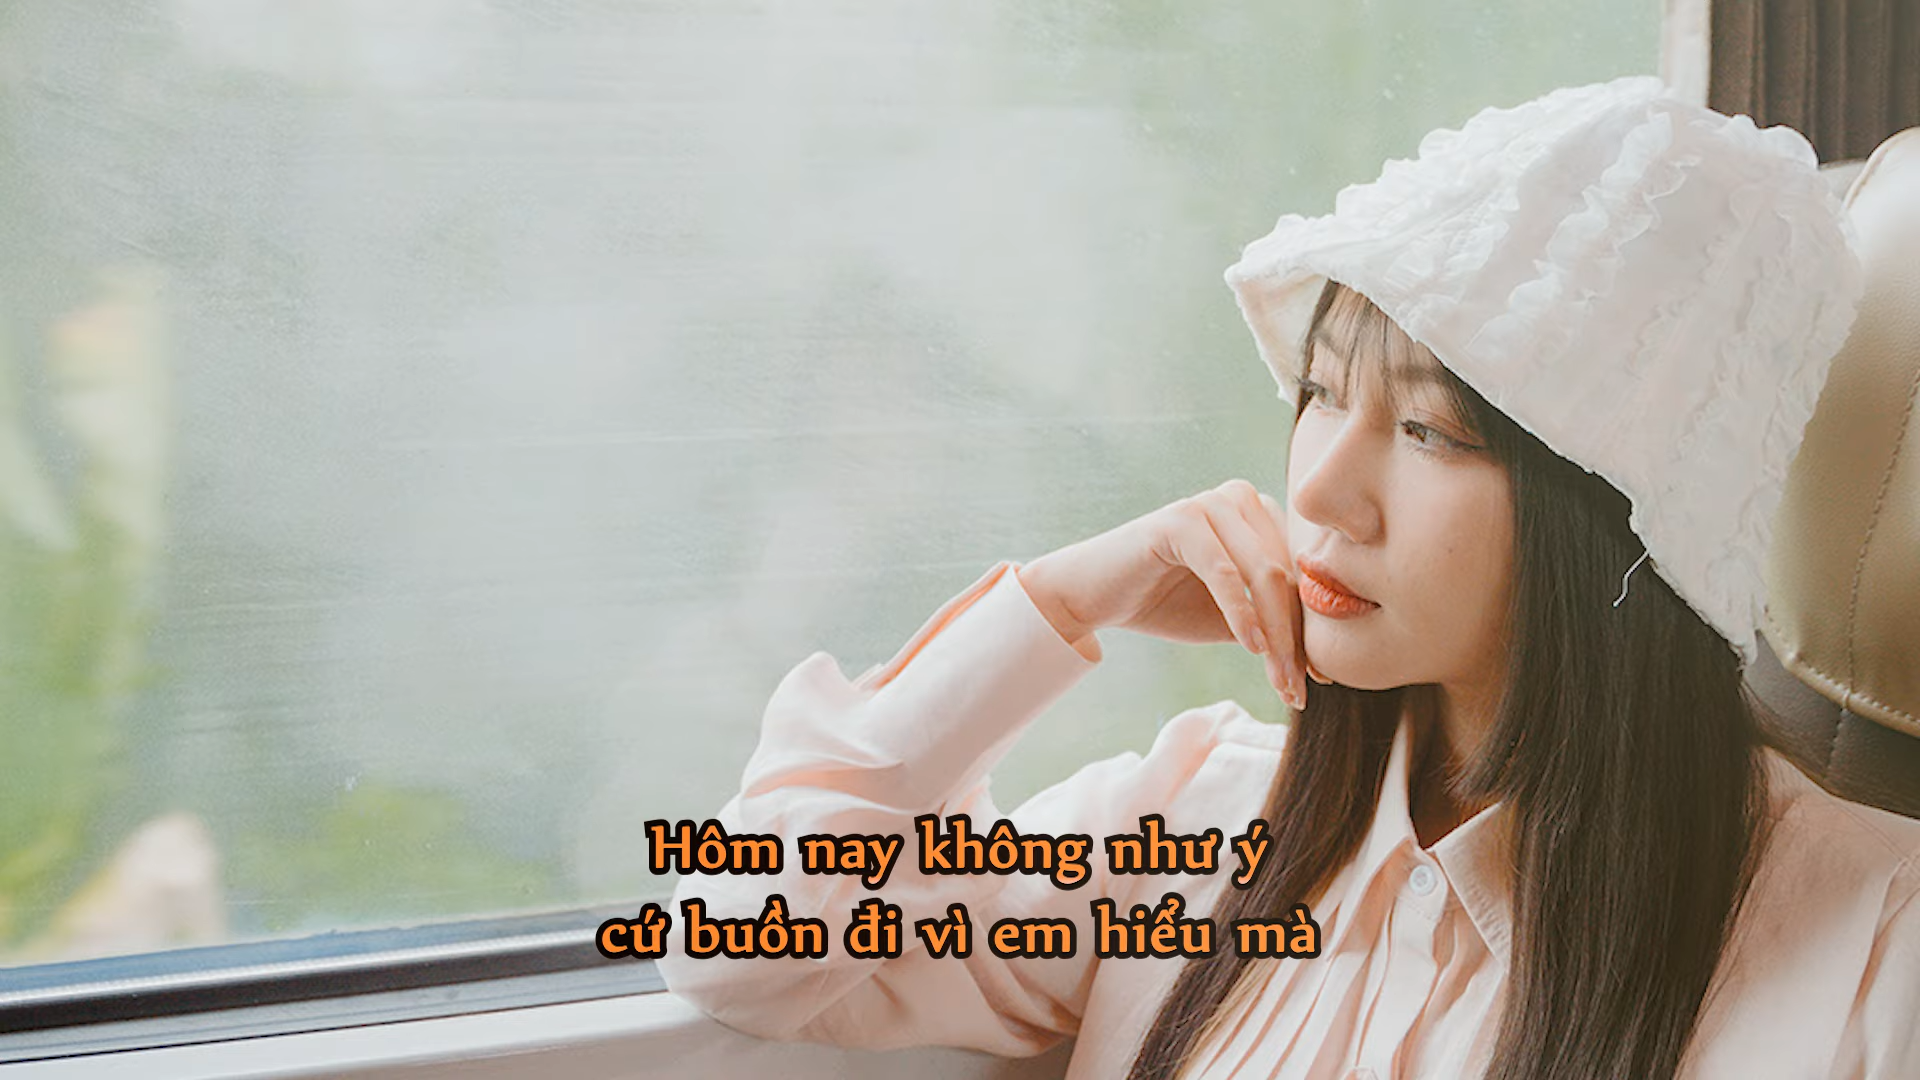 Hôm nay không như ý
cứ buồn đi vì em hiểu mà